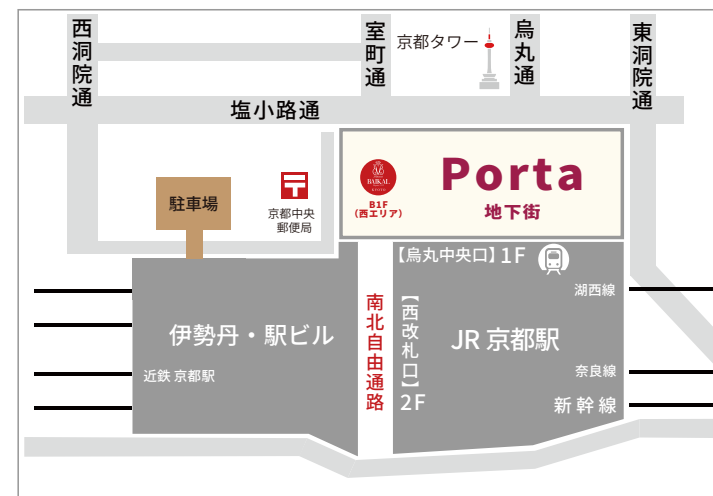 西洞院通
室町通
京都タワー
烏丸通
東洞院通
塩小路通
BAIKAL
KYOTO
B1F
(西エリア)
Porta
地下街
駐車場
京都中央
郵便局
【烏丸中央口】1F
湖西線
伊勢丹・駅ビル
南北自由通路
【西改札口】
2F
JR 京都駅
近鉄 京都駅
奈良線
新幹線